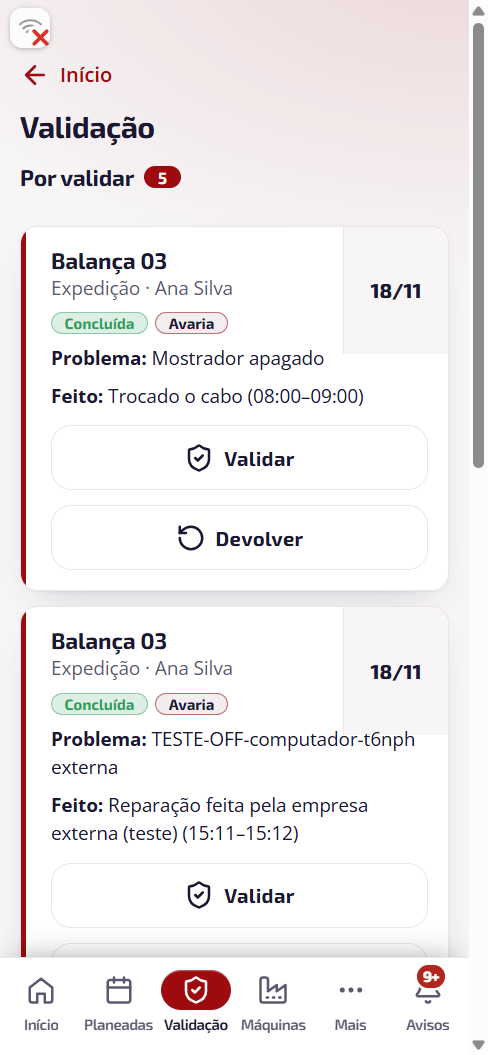 Início
Validação
Por validar 5
Balança 03
18/11
Expedição · Ana Silva
Concluída Avaria
Problema: Mostrador apagado
Feito: Trocado o cabo (08:00–09:00)
Validar
Devolver
Balança 03
18/11
Expedição · Ana Silva
Concluída Avaria
Problema: TESTE-OFF-computador-t6nph
externa
Feito: Reparação feita pela empresa
externa (teste) (15:11–15:12)
Validar
9+
Início Planeadas Validação Máquinas Mais Avisos